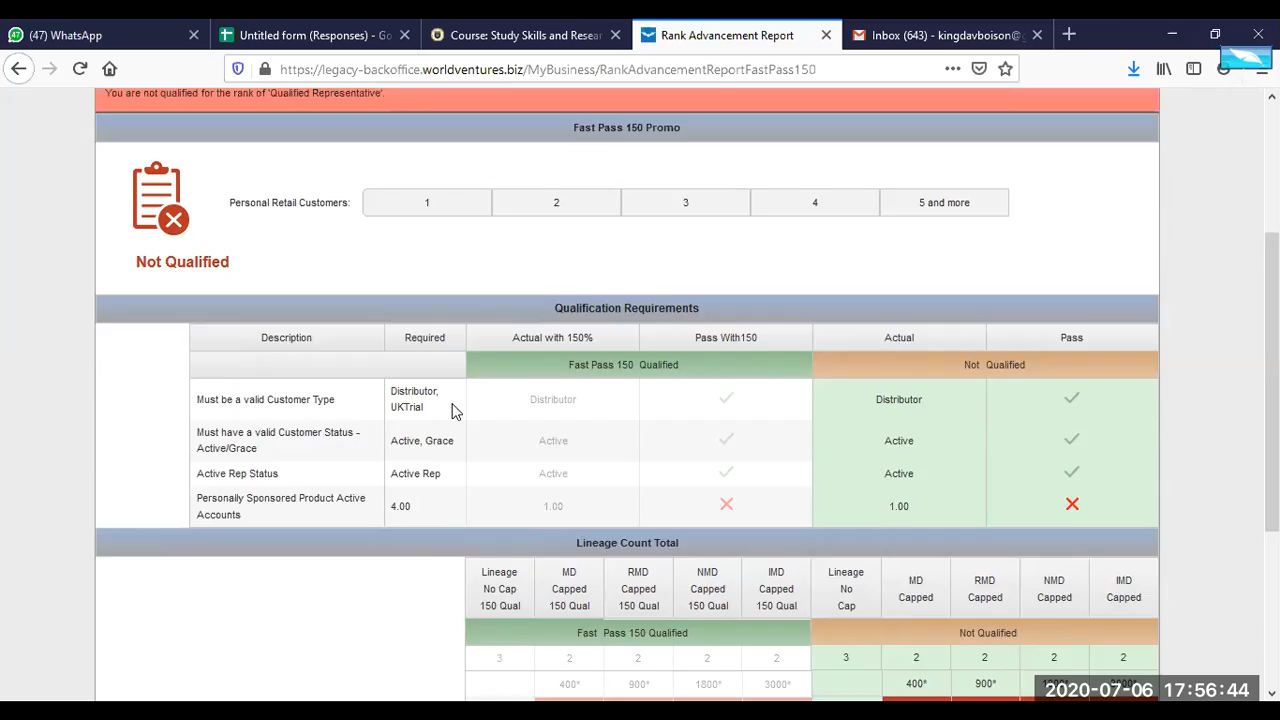 (47) WhatsApp
Untitled form (Responses) - Go
Course: Study Skills and Resear
Rank Advancement Report
Inbox (643) - kingdavboison@g
https://legacy-backoffice.worldventures.biz/MyBusiness/RankAdvancementReportFastPass150
You are not qualified for the rank of 'Qualified Representative'.
Fast Pass 150 Promo
Personal Retail Customers: 1 2 3 4 5 and more
Not Qualified
Qualification Requirements
Description Required Actual with 150% Pass With150 Actual Pass
Fast Pass 150 Qualified Not Qualified
Must be a valid Customer Type Distributor, UKTrial Distributor Distributor
Must have a valid Customer Status - Active/Grace Active, Grace Active Active
Active Rep Status Active Rep Active Active
Personally Sponsored Product Active Accounts 4.00 1.00 1.00
Lineage Count Total
Lineage No Cap 150 Qual MD Capped 150 Qual RMD Capped 150 Qual NMD Capped 150 Qual IMD Capped 150 Qual Lineage No Cap MD Capped RMD Capped NMD Capped IMD Capped
Fast Pass 150 Qualified Not Qualified
3 2 2 2 2 3 2 2 2 2
400* 900* 1800* 3000* 400* 900*
2020-07-06 17:56:44